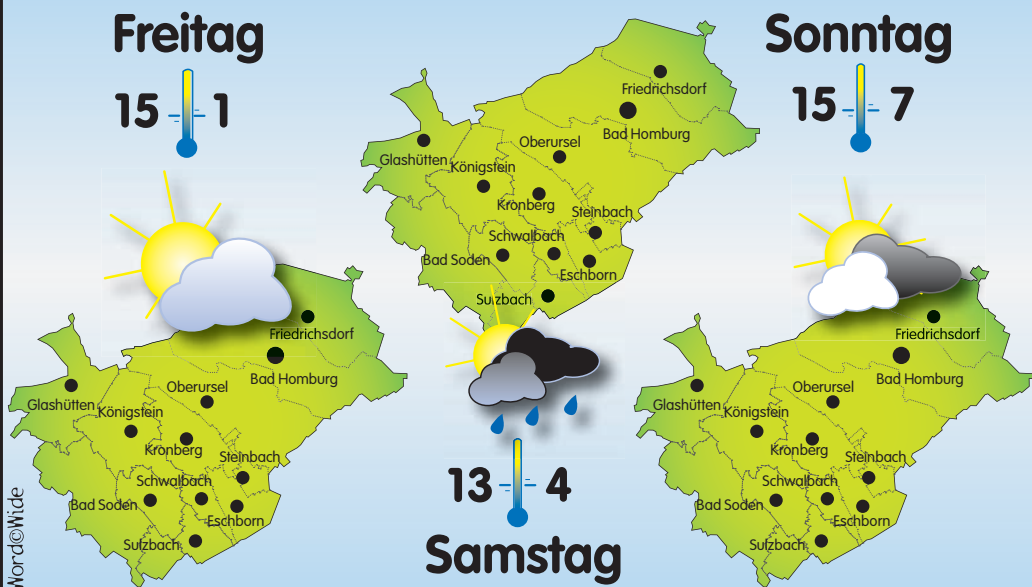 Freitag
15 1
Friedrichsdorf
Bad Homburg
Oberursel
Glashütten
Königstein
Kronberg
Steinbach
Schwalbach
Bad Soden
Eschborn
Sulzbach
Friedrichsdorf
Bad Homburg
Oberursel
Glashütten
Königstein
Kronberg
Steinbach
Schwalbach
Bad Soden
Eschborn
Sulzbach
13 4
Samstag
Sonntag
15 7
Friedrichsdorf
Bad Homburg
Oberursel
Glashütten
Königstein
Kronberg
Steinbach
Schwalbach
Bad Soden
Eschborn
Sulzbach
Word©Wide